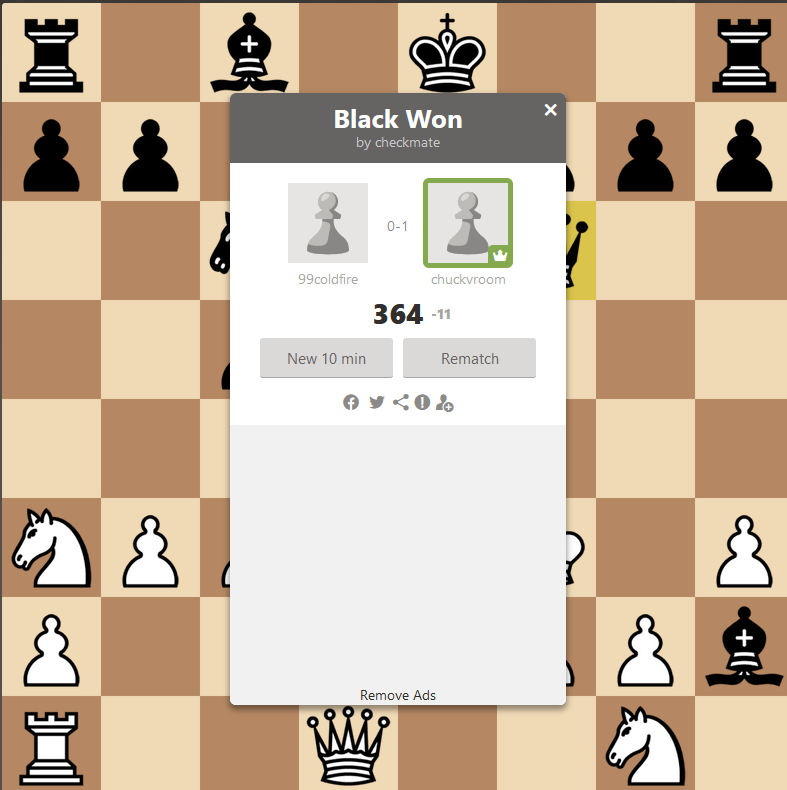 Black Won
by checkmate
0-1
99coldfire
chuckvroom
364 -11
New 10 min
Rematch
Remove Ads